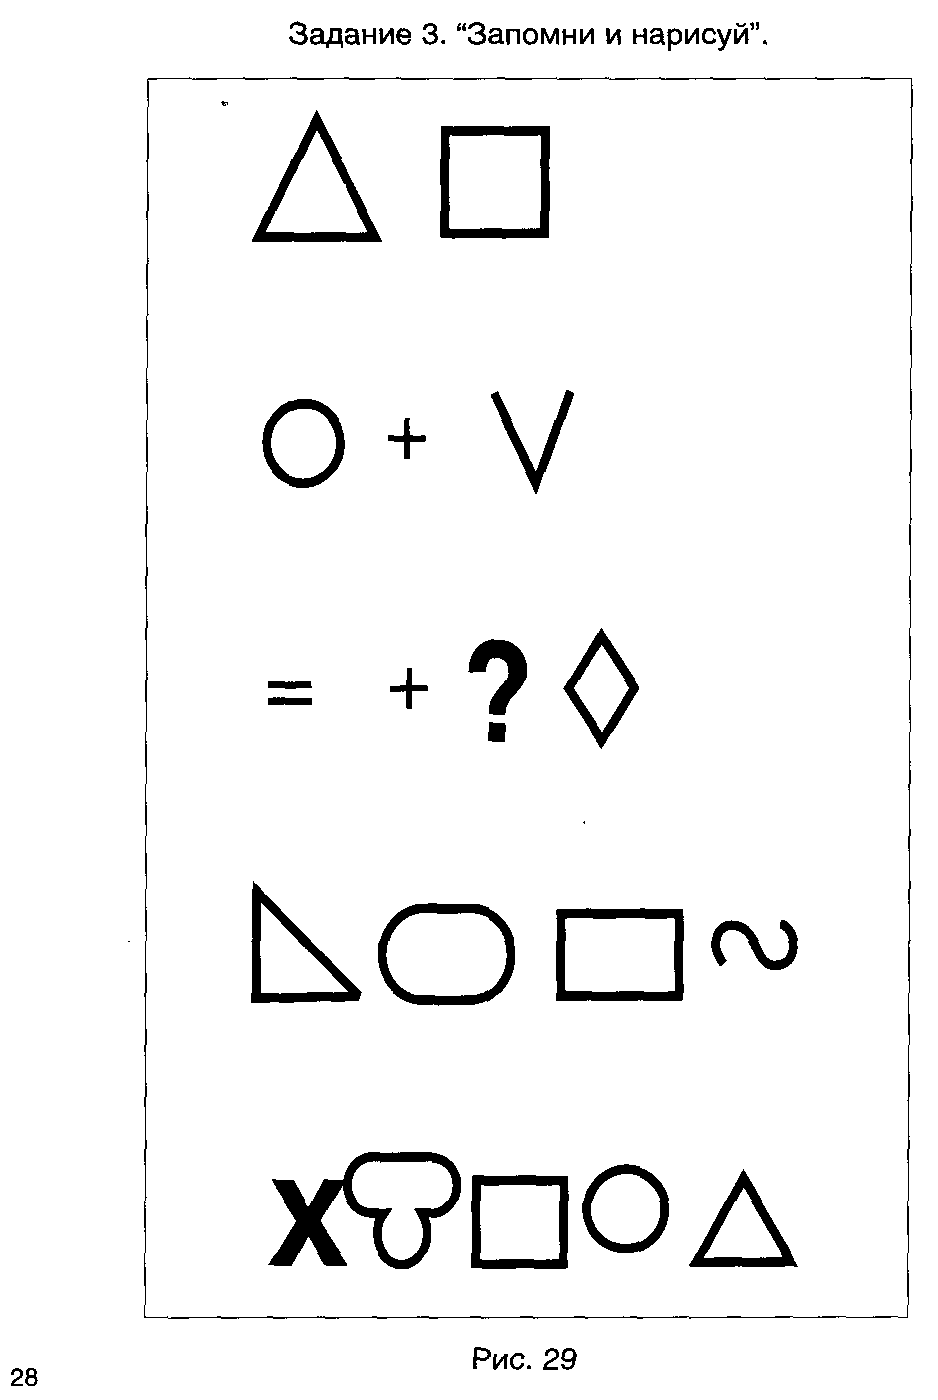 Задание 3. “Запомни и нарисуй”.
+ V
= + ?
X
Рис. 29
28